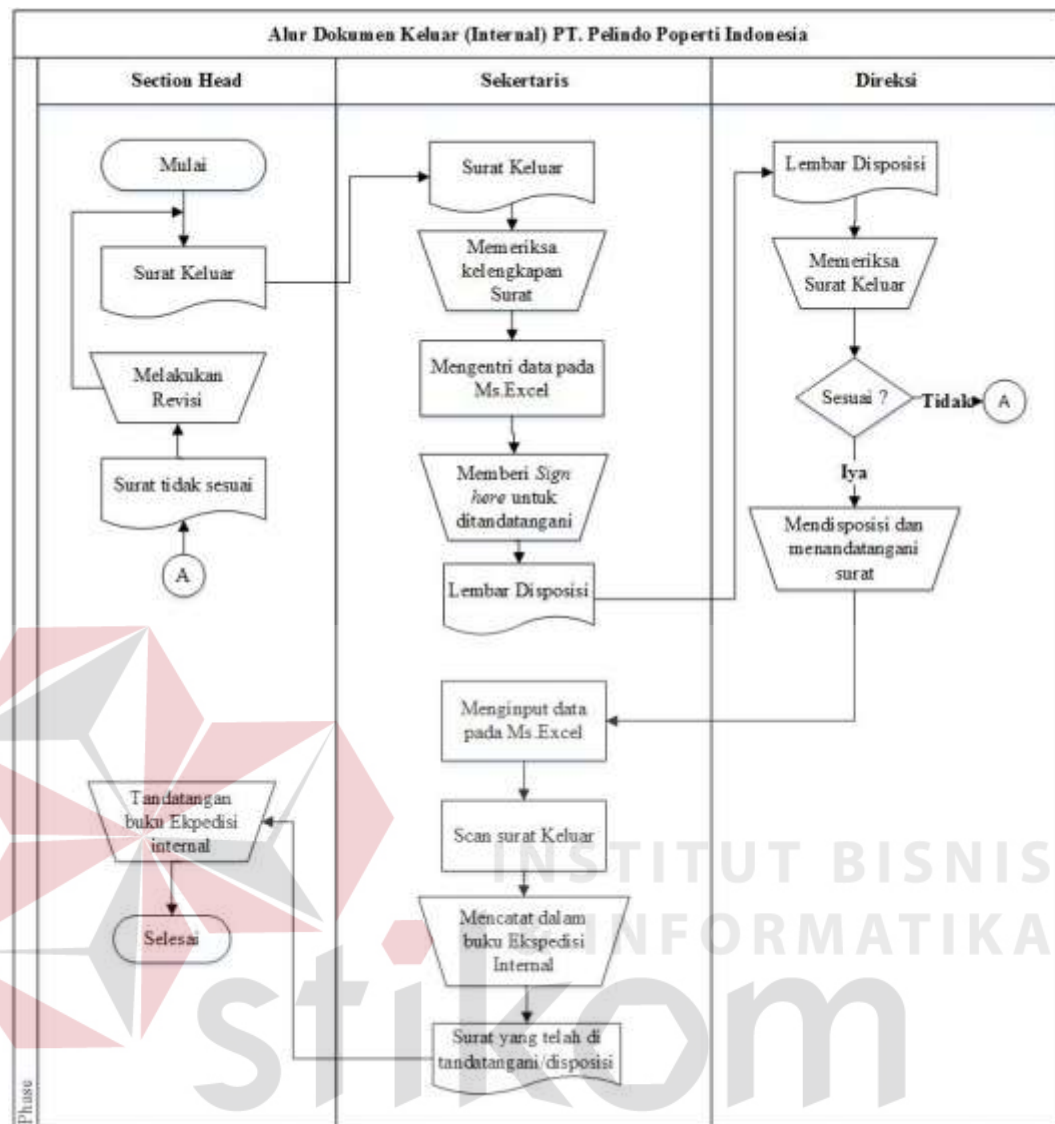 Alur Dokumen Keluar (Internal) PT. Pelindo Poperti Indonesia
Section Head
Sekertaris
Direksi
Mulai
Surat Keluar
Melakukan
Revisi
Surat tidak sesuai
A
Surat Keluar
Memeriksa
kelengkapan
Surat
Mengentri data pada
Ms.Excel
Memberi Sign
here untuk
ditandatangani
Lembar Disposisi
Lembar Disposisi
Memeriksa
Surat Keluar
Sesuai ?
Tidak
A
Iya
Mendisposisi dan
menandatangani
surat
Menginput data
pada Ms.Excel
Scan surat Keluar
Mencatat dalam
buku Ekspedisi
Internal
Surat yang telah di
tandatangani/disposisi
Tandatangan
buku Ekpedisi
internal
Selesai
Phase
INSTITUT BISNIS
& INFORMATIKA
stikom